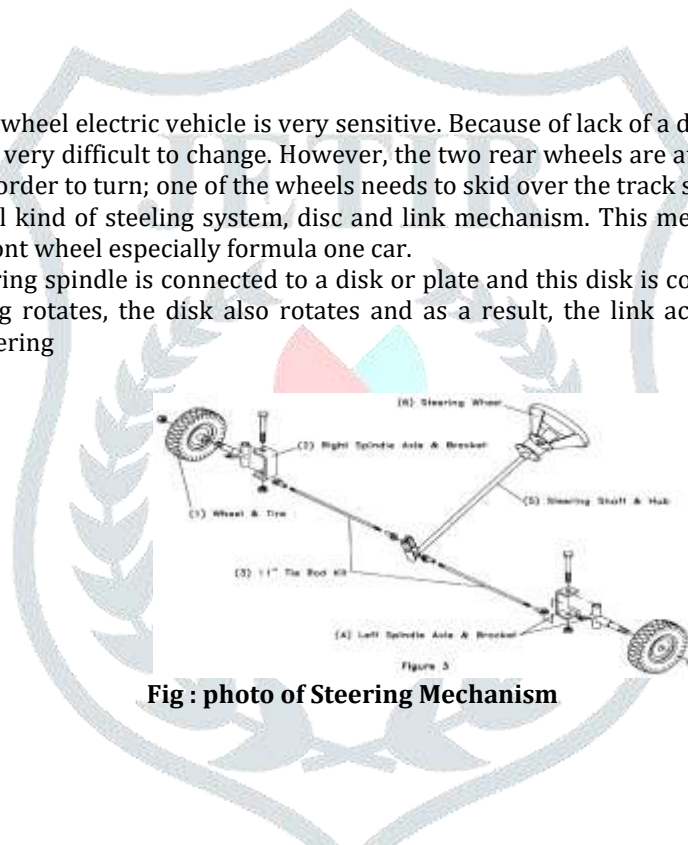 JETIR
wheel electric vehicle is very sensitive. Because of lack of a d
very difficult to change. However, the two rear wheels are a
order to turn; one of the wheels needs to skid over the track s
l kind of steeling system, disc and link mechanism. This me
ont wheel especially formula one car.
ring spindle is connected to a disk or plate and this disk is co
g rotates, the disk also rotates and as a result, the link ac
ering
(6) Steering Wheel
(2) Right Spindle Axle & Bracket
(5) Steering Shaft & Hub
(1) Wheel & Tire
(3) 11" Tie Rod Kit
(4) Left Spindle Axle & Bracket
Figure 3
Fig : photo of Steering Mechanism